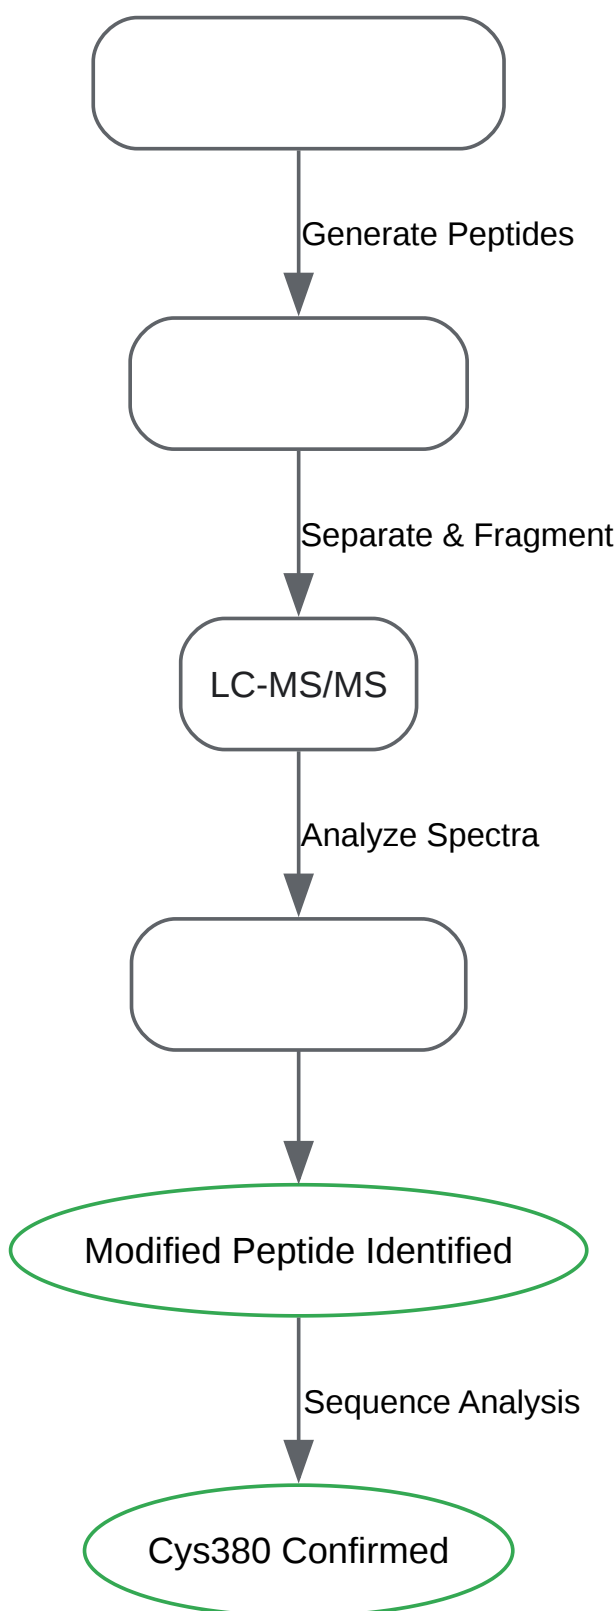 Generate Peptides
Separate & Fragment
LC-MS/MS
Analyze Spectra
Modified Peptide Identified
Sequence Analysis
Cys380 Confirmed